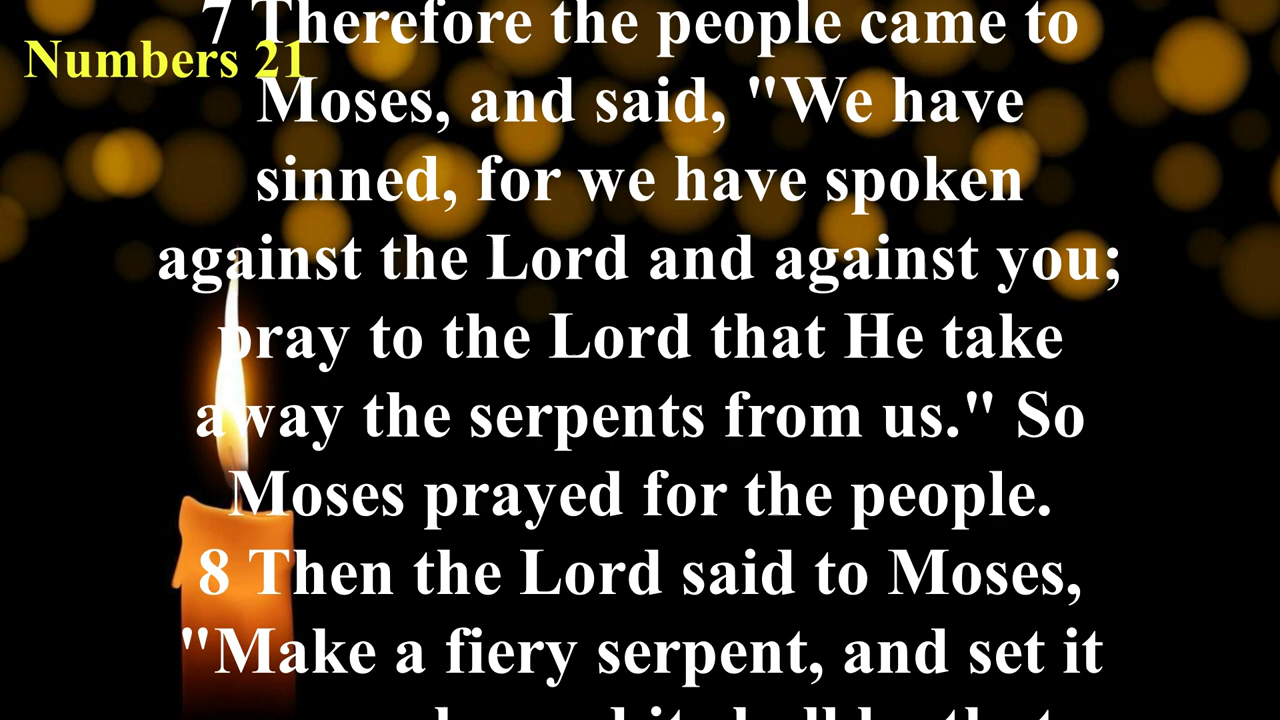 Numbers 21
7 Therefore the people came to
Moses, and said, "We have
sinned, for we have spoken
against the Lord and against you;
pray to the Lord that He take
away the serpents from us." So
Moses prayed for the people.
8 Then the Lord said to Moses,
"Make a fiery serpent, and set it